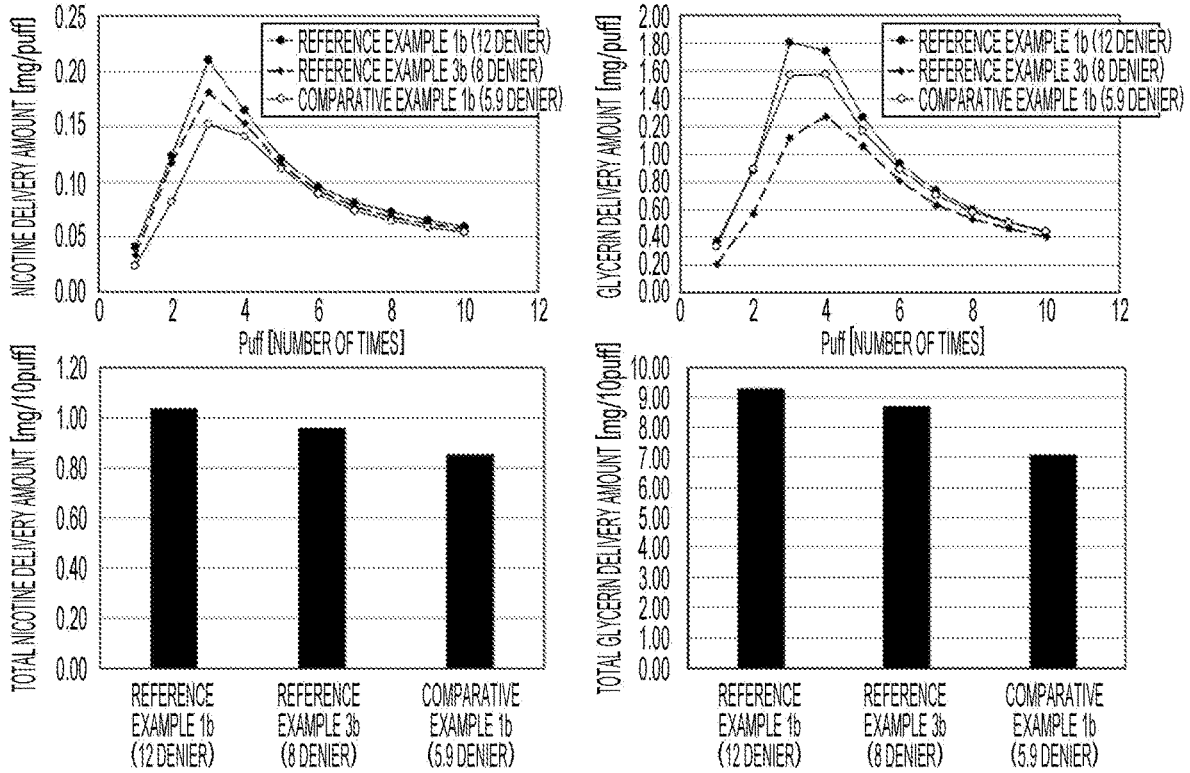 NICOTINE DELIVERY AMOUNT [mg/puff]
0.25
0.20
0.15
0.10
0.05
0.00
REFERENCE EXAMPLE 1b (12 DENIER)
REFERENCE EXAMPLE 3b (8 DENIER)
COMPARATIVE EXAMPLE 1b (5.9 DENIER)
0 2 4 6 8 10 12
Puff [NUMBER OF TIMES]
GLYCERIN DELIVERY AMOUNT [mg/puff]
2.00
1.80
1.60
1.40
1.20
1.00
0.80
0.60
0.40
0.20
0.00
REFERENCE EXAMPLE 1b (12 DENIER)
REFERENCE EXAMPLE 3b (8 DENIER)
COMPARATIVE EXAMPLE 1b (5.9 DENIER)
0 2 4 6 8 10 12
Puff [NUMBER OF TIMES]
TOTAL NICOTINE DELIVERY AMOUNT [mg/10puff]
1.20
1.00
0.80
0.60
0.40
0.20
0.00
REFERENCE
EXAMPLE 1b
(12 DENIER)
REFERENCE
EXAMPLE 3b
(8 DENIER)
COMPARATIVE
EXAMPLE 1b
(5.9 DENIER)
TOTAL GLYCERIN DELIVERY AMOUNT [mg/10puff]
10.00
9.00
8.00
7.00
6.00
5.00
4.00
3.00
2.00
1.00
0.00
REFERENCE
EXAMPLE 1b
(12 DENIER)
REFERENCE
EXAMPLE 3b
(8 DENIER)
COMPARATIVE
EXAMPLE 1b
(5.9 DENIER)